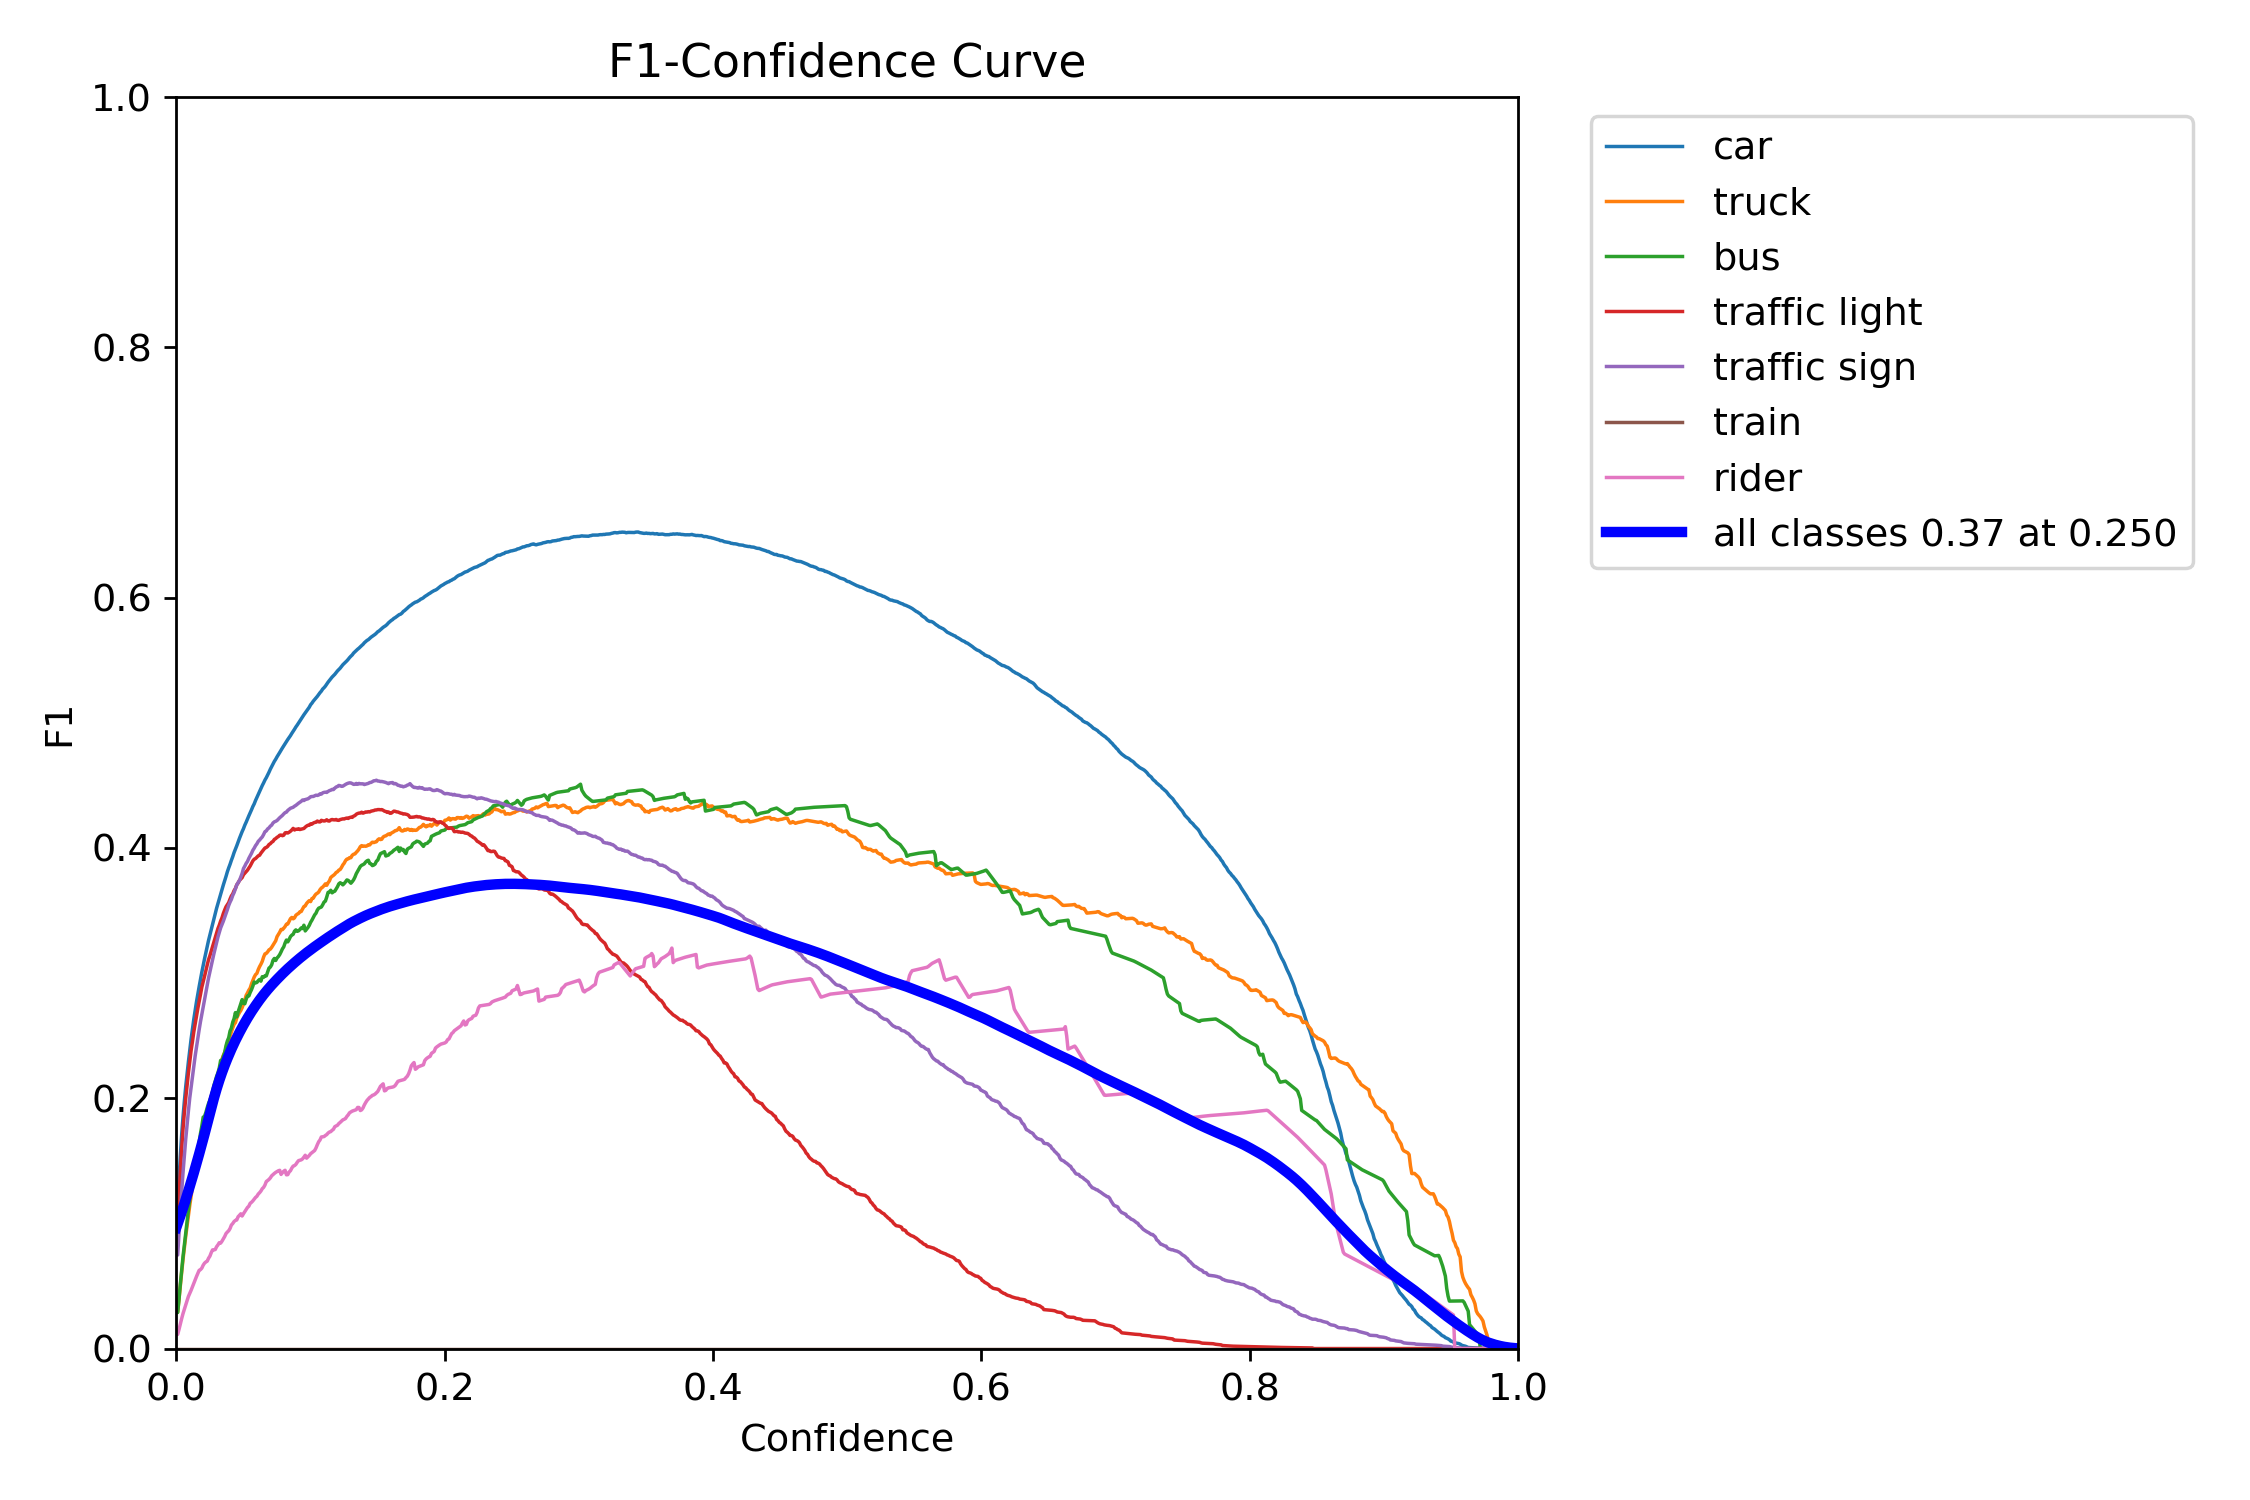 F1-Confidence Curve
1.0
0.8
0.6
0.4
0.2
0.0
F1
0.0 0.2 0.4 0.6 0.8 1.0
Confidence
car
truck
bus
traffic light
traffic sign
train
rider
all classes 0.37 at 0.250